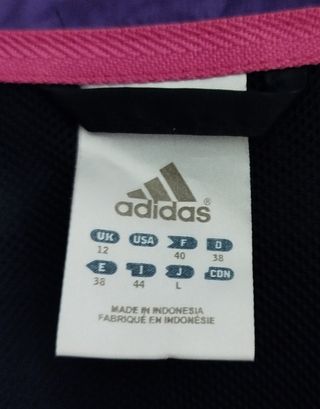 adidas
UK USA F D
12 40 38
E I J CDN
38 44 L
MADE IN INDONESIA
FABRIQUÉ EN INDONÉSIE